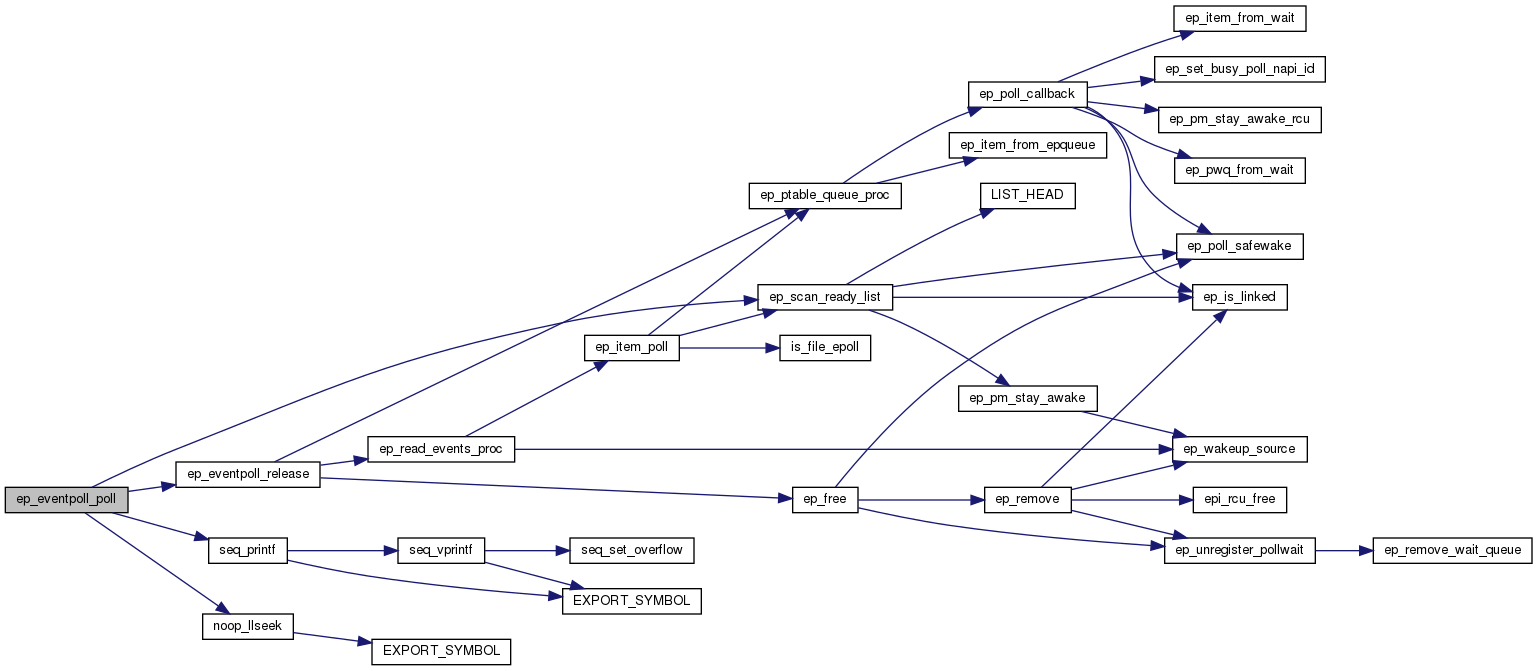 ep_item_from_wait
ep_set_busy_poll_napi_id
ep_poll_callback
ep_pm_stay_awake_rcu
ep_item_from_epqueue
ep_pwq_from_wait
ep_ptable_queue_proc
LIST_HEAD
ep_poll_safewake
ep_scan_ready_list
ep_is_linked
ep_item_poll
is_file_epoll
ep_pm_stay_awake
ep_read_events_proc
ep_wakeup_source
ep_eventpoll_release
ep_eventpoll_poll
ep_free
ep_remove
epi_rcu_free
seq_printf
seq_vprintf
seq_set_overflow
ep_unregister_pollwait
ep_remove_wait_queue
EXPORT_SYMBOL
noop_llseek
EXPORT_SYMBOL